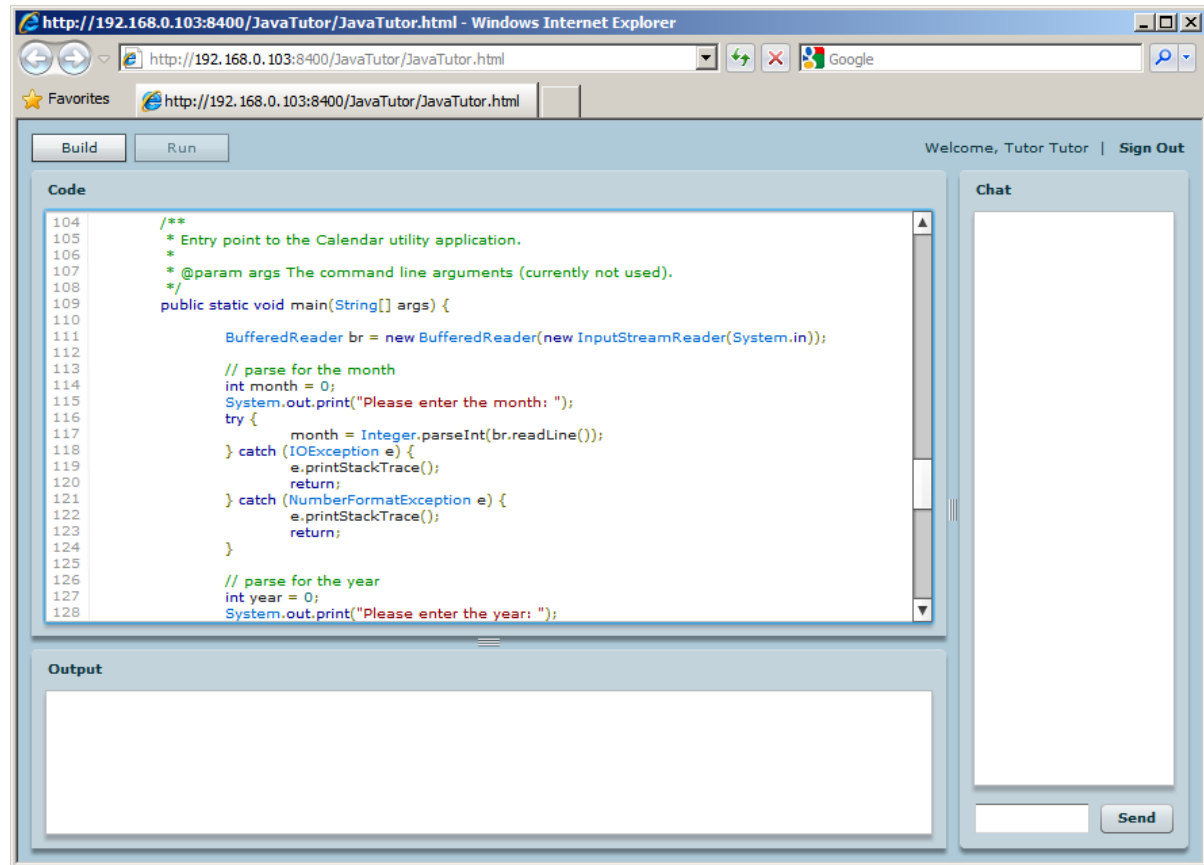 http://192.168.0.103:8400/JavaTutor/JavaTutor.html - Windows Internet Explorer
http://192.168.0.103:8400/JavaTutor/JavaTutor.html
Google
Favorites
http://192.168.0.103:8400/JavaTutor/JavaTutor.html
Build
Run
Welcome, Tutor Tutor | Sign Out
Code
104 /**
105 * Entry point to the Calendar utility application.
106 *
107 * @param args The command line arguments (currently not used).
108 */
109 public static void main(String[] args) {
110
111 BufferedReader br = new BufferedReader(new InputStreamReader(System.in));
112
113 // parse for the month
114 int month = 0;
115 System.out.print("Please enter the month: ");
116 try {
117 month = Integer.parseInt(br.readLine());
118 } catch (IOException e) {
119 e.printStackTrace();
120 return;
121 } catch (NumberFormatException e) {
122 e.printStackTrace();
123 return;
124 }
125
126 // parse for the year
127 int year = 0;
128 System.out.print("Please enter the year: ");
Output
Chat
Send